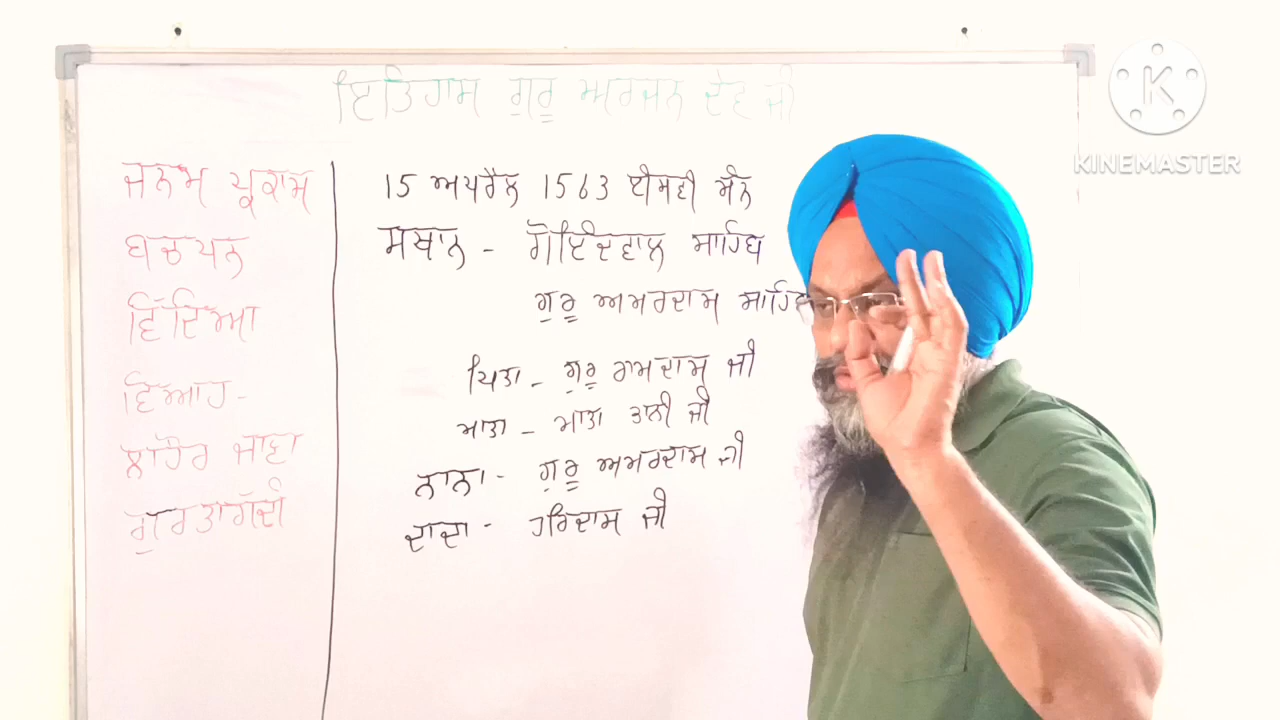 ਇਤਿਹਾਸ ਗੁਰੂ ਅਰਜਨ ਦੇਵ ਜੀ
ਜਨਮ ਪ੍ਰਕਾਸ਼
ਬਚਪਨ
ਵਿੱਦਿਆ
ਵਿਆਹ-
ਲਾਹੌਰ ਜਾਣਾ
ਗੁਰਤਾਗੱਦੀ
15 ਅਪਰੈਲ 1563 ਈਸਵੀ ਸੰਨ
ਸਥਾਨ - ਗੋਇੰਦਵਾਲ ਸਾਹਿਬ
ਗੁਰੂ ਅਮਰਦਾਸ ਸਾਹਿਬ
ਪਿਤਾ - ਗੁਰੂ ਰਾਮਦਾਸ ਜੀ
ਮਾਤਾ - ਮਾਤਾ ਭਾਨੀ ਜੀ
ਨਾਨਾ - ਗੁਰੂ ਅਮਰਦਾਸ ਜੀ
ਦਾਦਾ - ਹਰਿਦਾਸ ਜੀ
K
KINEMASTER